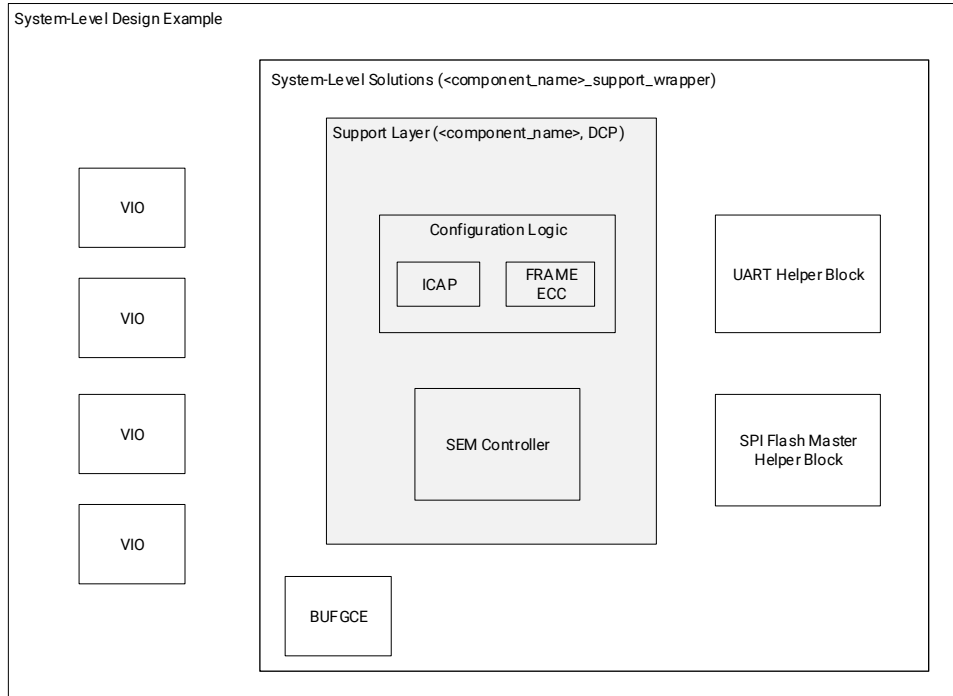 System-Level Design Example
System-Level Solutions (<component_name>_support_wrapper)
Support Layer (<component_name>, DCP)
VIO
VIO
VIO
VIO
Configuration Logic
ICAP
FRAME
ECC
SEM Controller
UART Helper Block
SPI Flash Master
Helper Block
BUFGCE